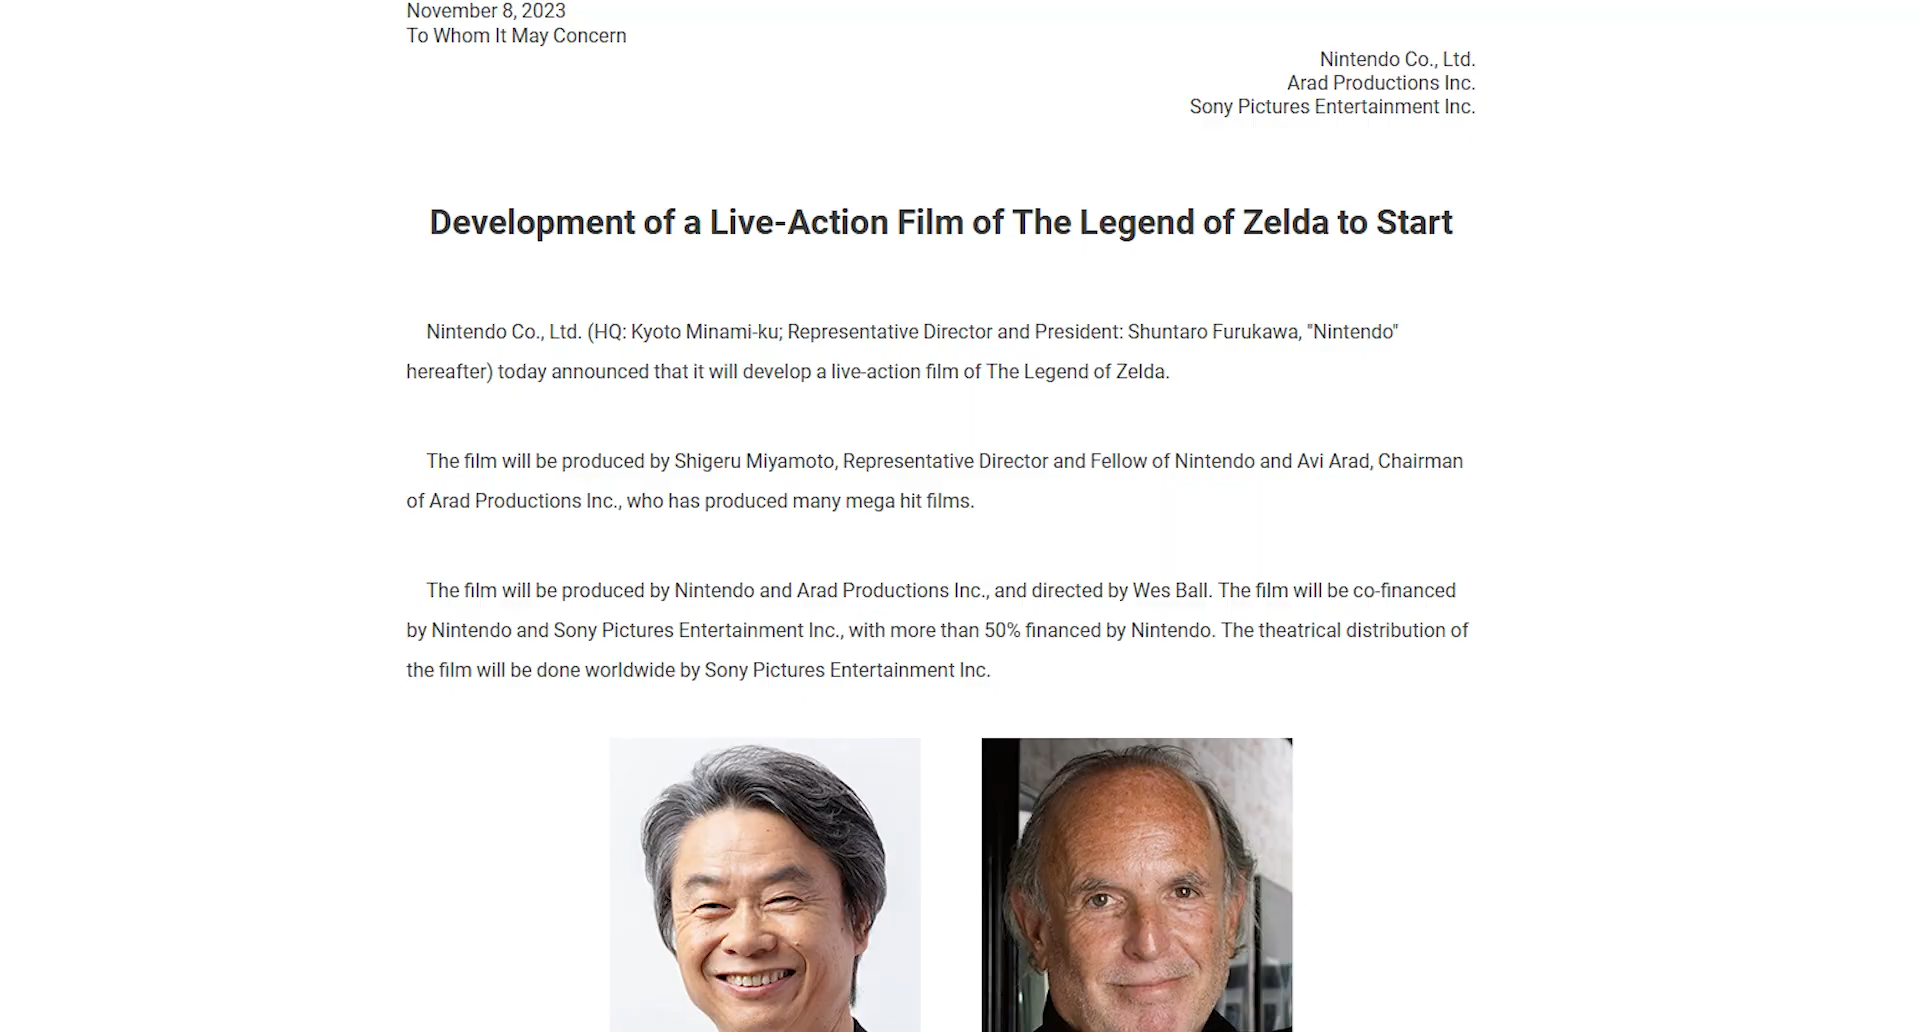 November 8, 2023
To Whom It May Concern
Nintendo Co., Ltd.
Arad Productions Inc.
Sony Pictures Entertainment Inc.
Development of a Live-Action Film of The Legend of Zelda to Start
Nintendo Co., Ltd. (HQ: Kyoto Minami-ku; Representative Director and President: Shuntaro Furukawa, "Nintendo"
hereafter) today announced that it will develop a live-action film of The Legend of Zelda.
The film will be produced by Shigeru Miyamoto, Representative Director and Fellow of Nintendo and Avi Arad, Chairman
of Arad Productions Inc., who has produced many mega hit films.
The film will be produced by Nintendo and Arad Productions Inc., and directed by Wes Ball. The film will be co-financed
by Nintendo and Sony Pictures Entertainment Inc., with more than 50% financed by Nintendo. The theatrical distribution of
the film will be done worldwide by Sony Pictures Entertainment Inc.